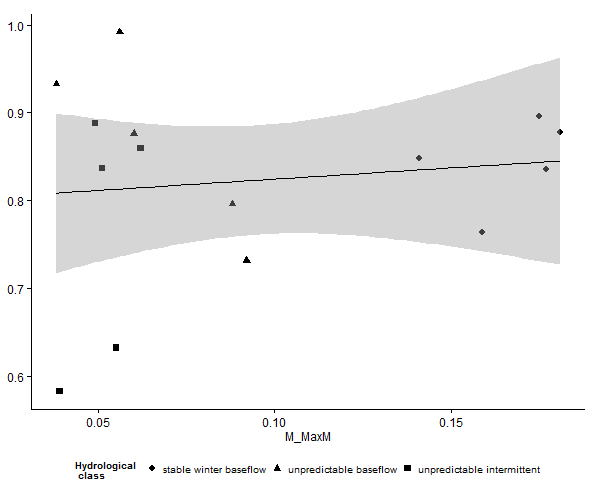 1.0
0.9
0.8
0.7
0.6
0.05 0.10 0.15
M_MaxM
Hydrological class stable winter baseflow unpredictable baseflow unpredictable intermittent